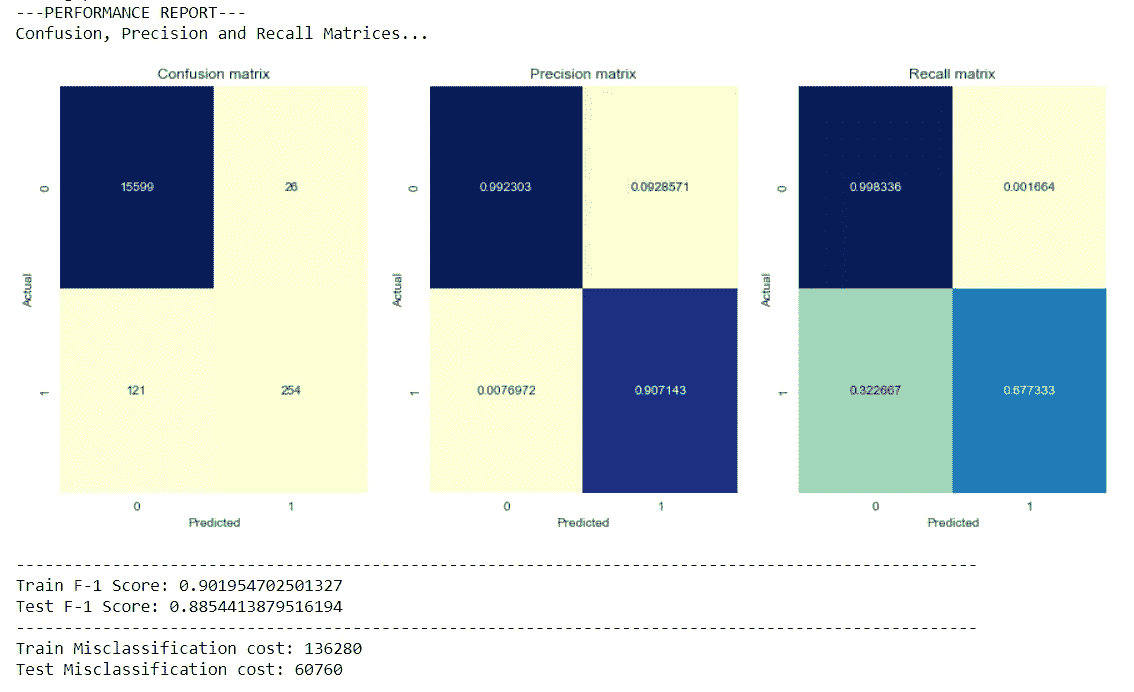 ---PERFORMANCE REPORT---
Confusion, Precision and Recall Matrices...
Confusion matrix
Precision matrix
Recall matrix
0
15599
26
0
0.992303
0.0928571
0
0.998336
0.001664
Actual
Actual
Actual
1
121
254
1
0.0076972
0.907143
1
0.322667
0.677333
0
1
0
1
0
1
Predicted
Predicted
Predicted
Train F-1 Score: 0.901954702501327
Test F-1 Score: 0.8854413879516194
Train Misclassification cost: 136280
Test Misclassification cost: 60760